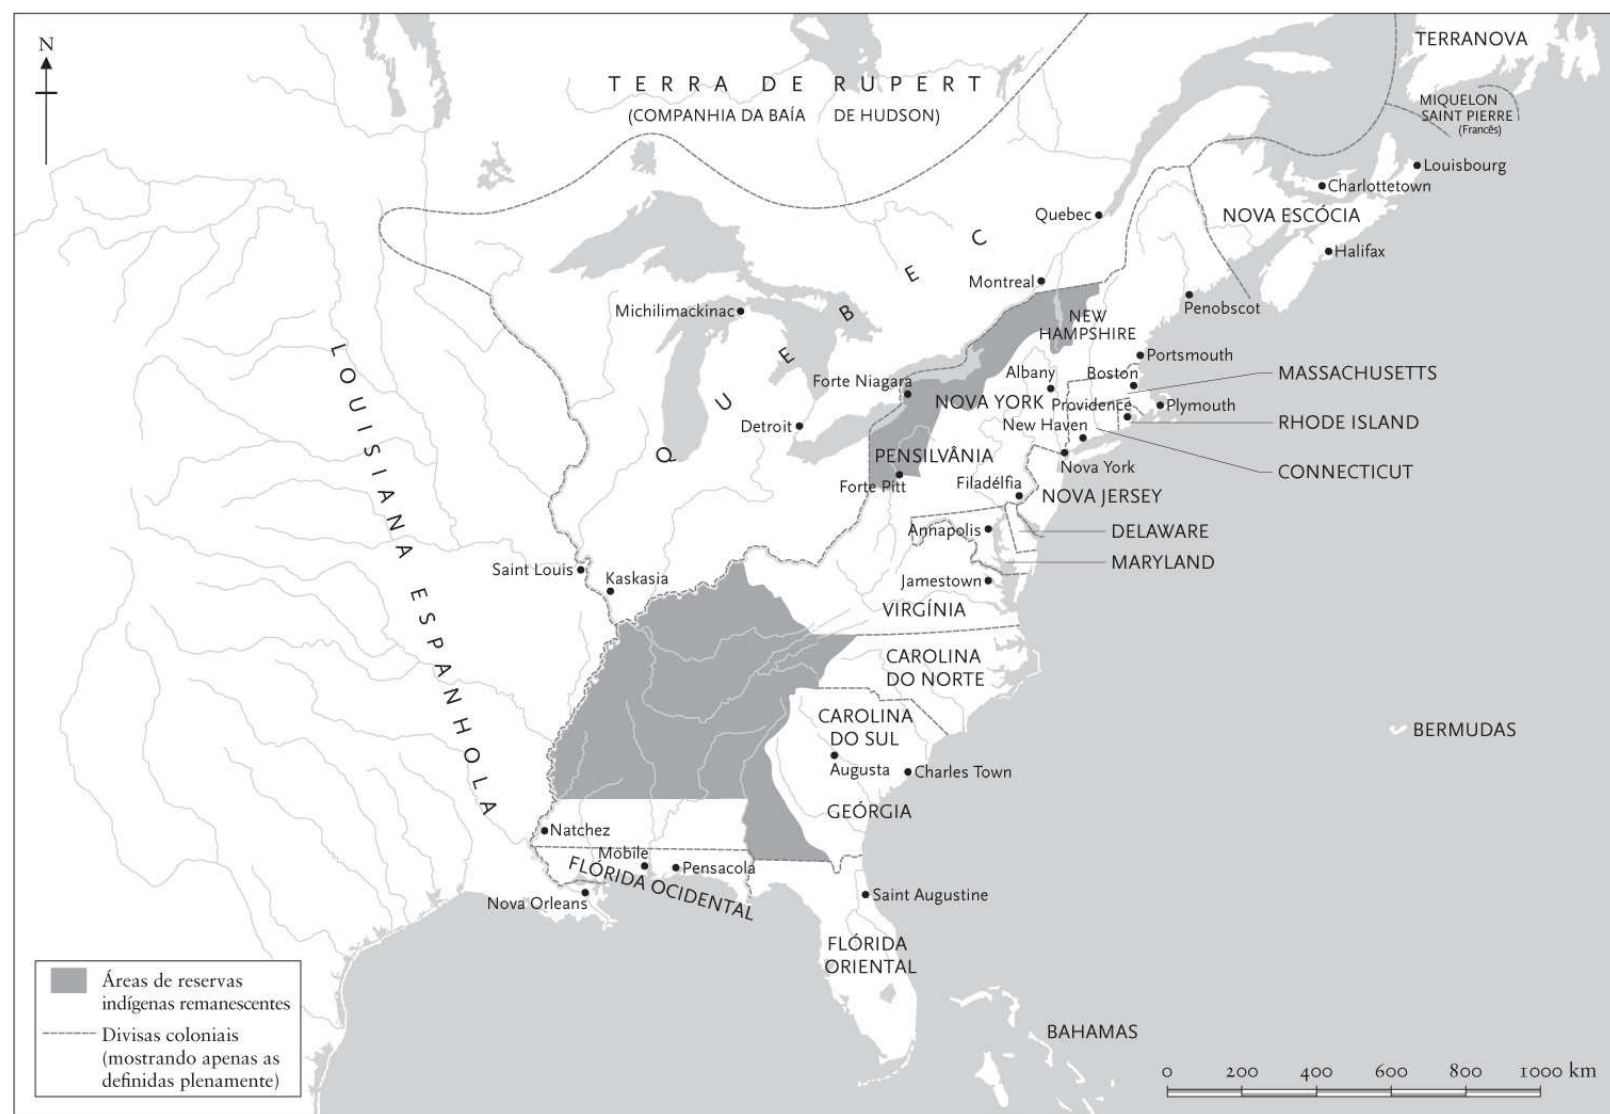 N
TERRA DE RUPERT
(COMPANHIA DA BAÍA DE HUDSON)
TERRANOVA
MIQUELON
SAINT PIERRE
(Francês)
Louisbourg
Charlottetown
NOVA ESCÓCIA
Halifax
Quebec
Montreal
Penobscot
QUEBEC
Michilimackinac
NEW
HAMPSHIRE
Portsmouth
Albany
Boston
MASSACHUSETTS
Forte Niagara
NOVA YORK
Providence
Plymouth
Detroit
New Haven
RHODE ISLAND
PENSILVÂNIA
Nova York
CONNECTICUT
Forte Pitt
Filadélfia
NOVA JERSEY
Annapolis
DELAWARE
MARYLAND
LOUISIANA ESPANHOLA
Saint Louis
Kaskasia
Jamestown
VIRGÍNIA
CAROLINA
DO NORTE
CAROLINA
DO SUL
Augusta
Charles Town
BERMUDAS
GEÓRGIA
Natchez
Mobile
Pensacola
FLÓRIDA OCIDENTAL
Nova Orleans
Saint Augustine
FLÓRIDA
ORIENTAL
BAHAMAS
Áreas de reservas
indígenas remanescentes
Divisas coloniais
(mostrando apenas as
definidas plenamente)
0 200 400 600 800 1000 km